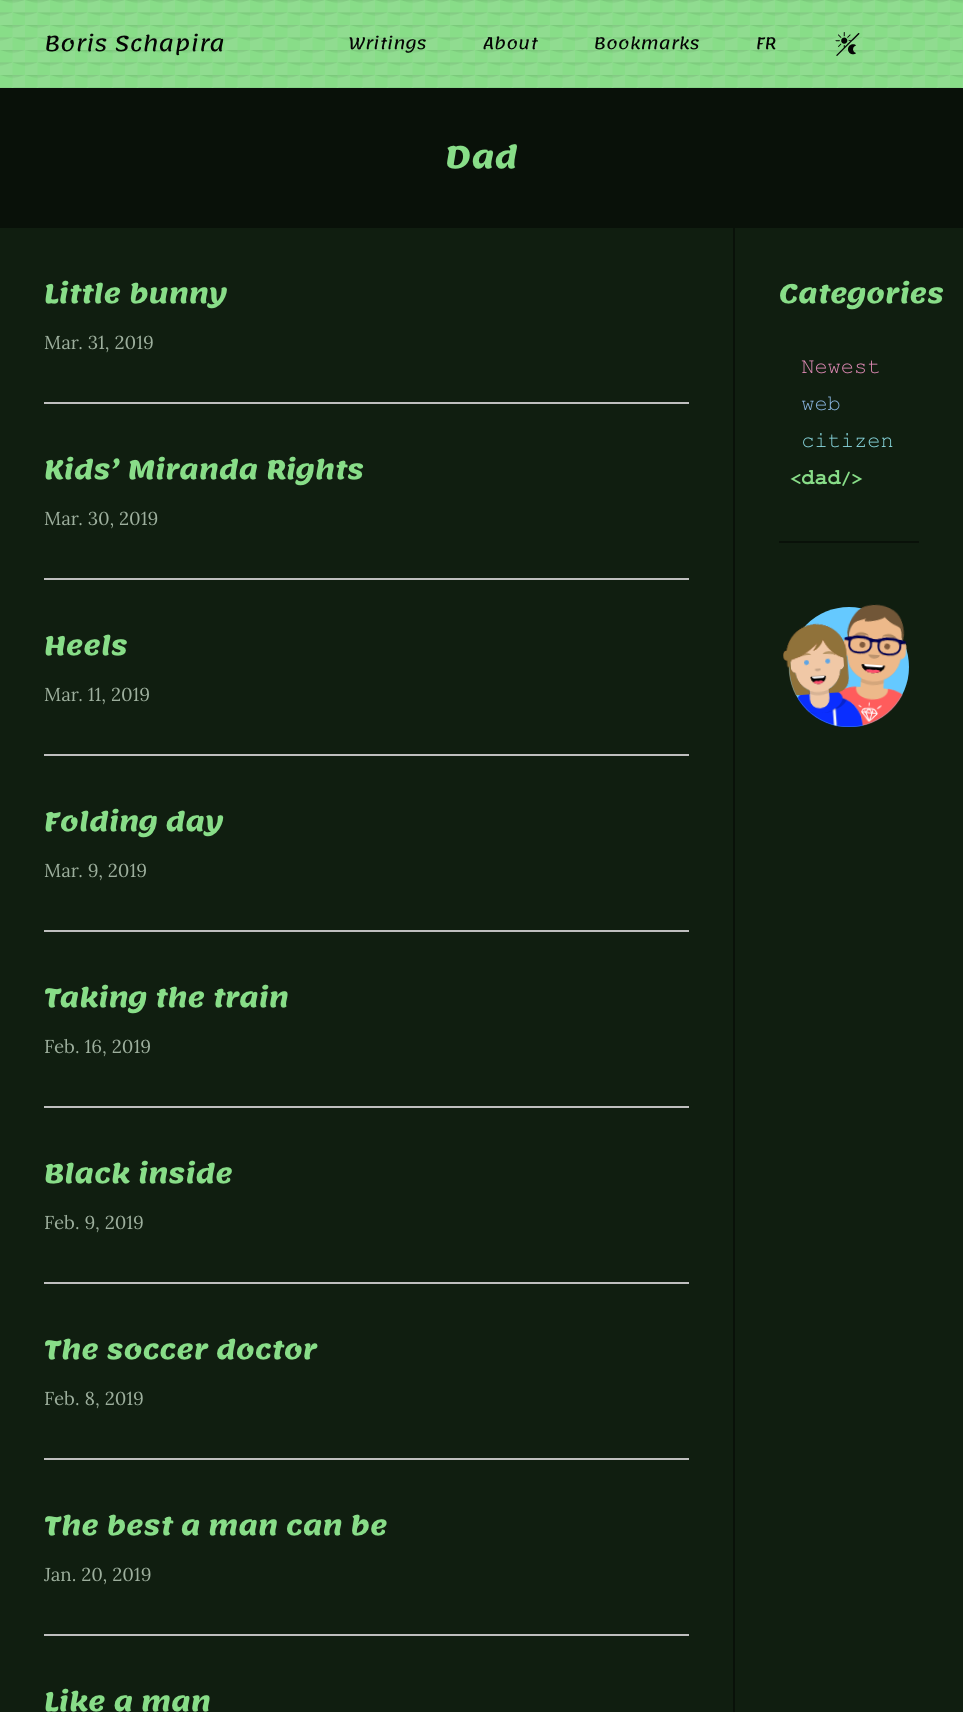 Boris Schapira
Writings
About
Bookmarks
FR
Dad
Little bunny
Mar. 31, 2019
Kids’ Miranda Rights
Mar. 30, 2019
Heels
Mar. 11, 2019
Folding day
Mar. 9, 2019
Taking the train
Feb. 16, 2019
Black inside
Feb. 9, 2019
The soccer doctor
Feb. 8, 2019
The best a man can be
Jan. 20, 2019
Like a man
Categories
Newest
web
citizen
<dad/>